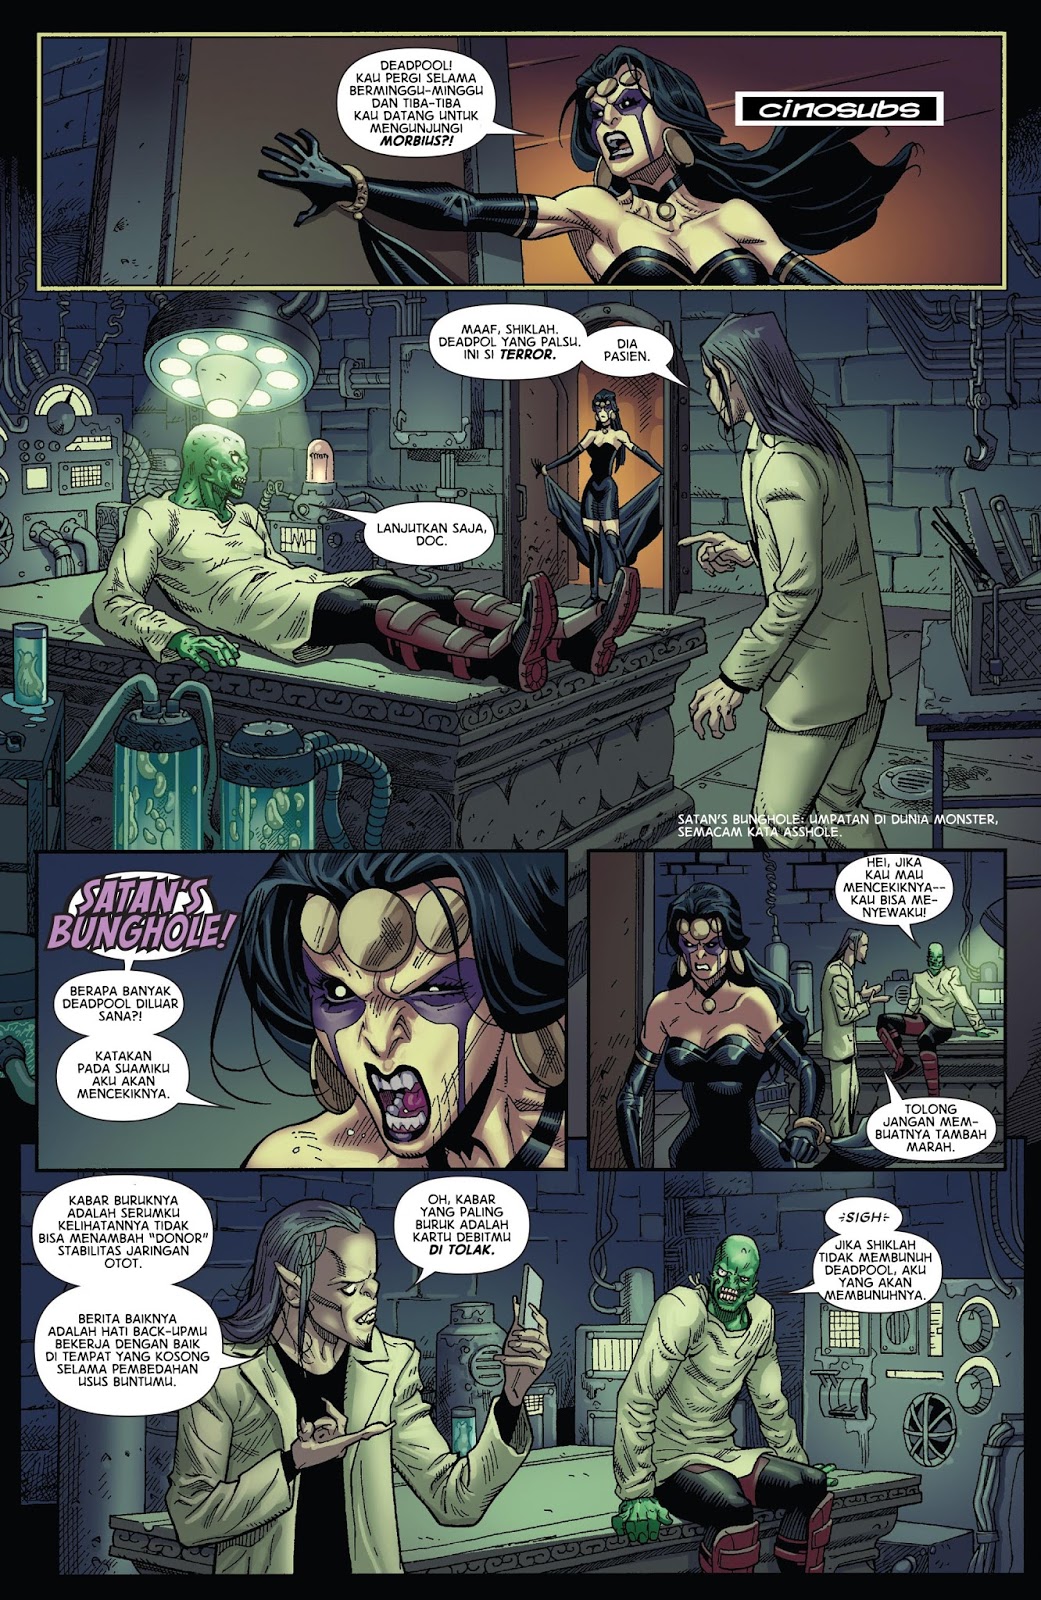 DEADPOOL!
KAU PERGI SELAMA
BERMINGGU-MINGGU
DAN TIBA-TIBA
KAU DATANG UNTUK
MENGUNJUNGI
MORBIUS?!
cinosubs
MAAF, SHIKLAH.
DEADPOL YANG PALSU.
INI SI TERROR.
DIA
PASIEN.
LANJUTKAN SAJA,
DOC.
SATAN'S BUNGHOLE: UMPATAN DI DUNIA MONSTER,
SEMACAM KATA ASSHOLE.
SATAN'S
BUNGHOLE!
BERAPA BANYAK
DEADPOOL DILUAR
SANA?!
KATAKAN
PADA SUAMIKU
AKU AKAN
MENCEKIKNYA.
HEI, JIKA
KAU MAU
MENCEKIKNYA--
KAU BISA ME-
NYEWAKU!
TOLONG
JANGAN MEM-
BUATNYA TAMBAH
MARAH.
KABAR BURUKNYA
ADALAH SERUMKU
KELIHATANNYA TIDAK
BISA MENAMBAH "DONOR"
STABILITAS JARINGAN
OTOT.
BERITA BAIKNYA
ADALAH HATI BACK-UPMU
BEKERJA DENGAN BAIK
DI TEMPAT YANG KOSONG
SELAMA PEMBEDAHAN
USUS BUNTUMU.
OH, KABAR
YANG PALING
BURUK ADALAH
KARTU DEBITMU
DI TOLAK.
÷SIGH÷
JIKA SHIKLAH
TIDAK MEMBUNUH
DEADPOOL, AKU
YANG AKAN
MEMBUNUHNYA.